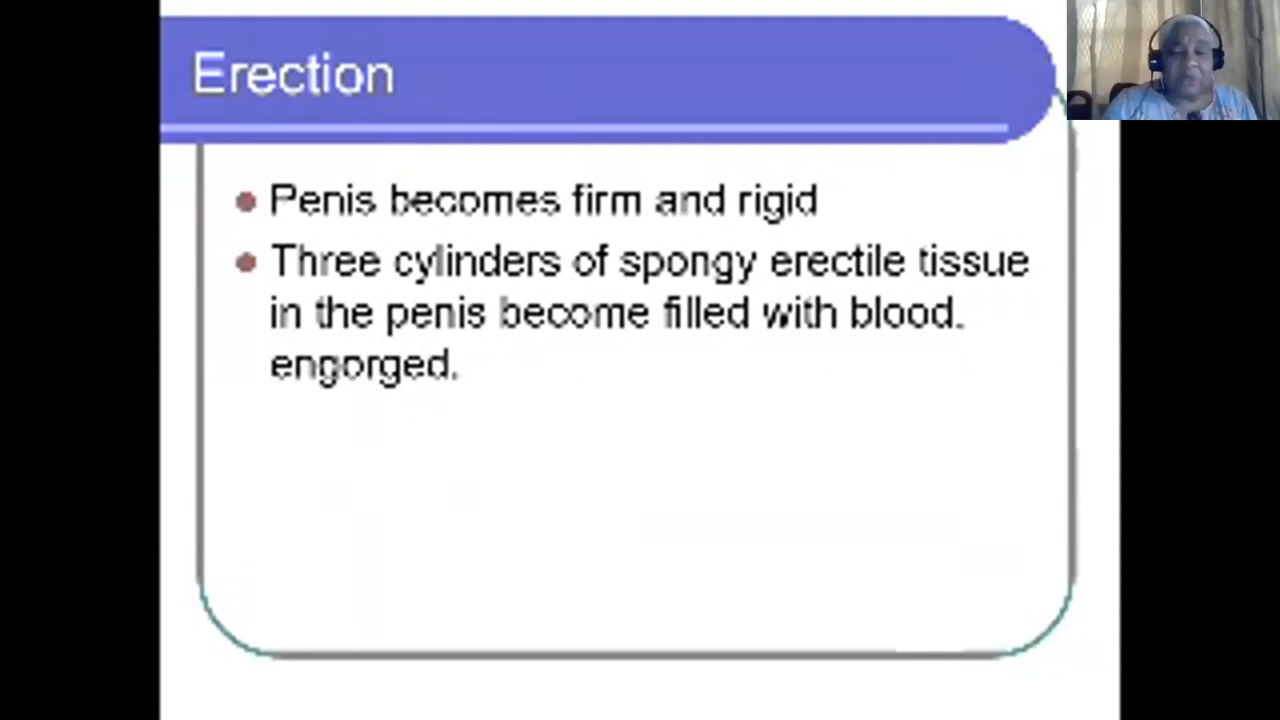 Erection
Penis becomes firm and rigid
Three cylinders of spongy erectile tissue
in the penis become filled with blood.
engorged.